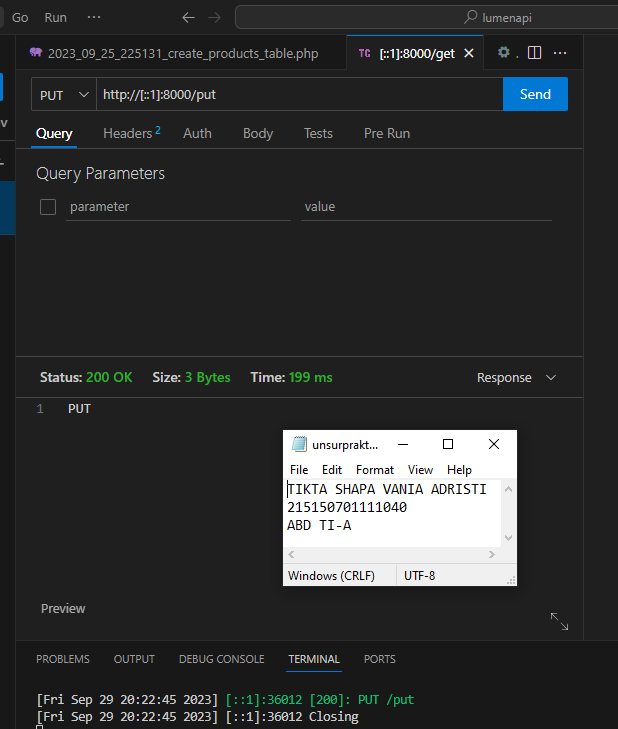 Go Run ··· ← → lumenapi
2023_09_25_225131_create_products_table.php TC [::1]:8000/get ✕ ···
PUT http://[::1]:8000/put Send
Query Headers 2 Auth Body Tests Pre Run
Query Parameters
parameter value
Status: 200 OK Size: 3 Bytes Time: 199 ms Response
1 PUT
unsurprakt...
File Edit Format View Help
TIKTA SHAPA VANIA ADRISTI
215150701111040
ABD TI-A
Windows (CRLF) UTF-8
Preview
PROBLEMS OUTPUT DEBUG CONSOLE TERMINAL PORTS
[Fri Sep 29 20:22:45 2023] [::1]:36012 [200]: PUT /put
[Fri Sep 29 20:22:45 2023] [::1]:36012 Closing